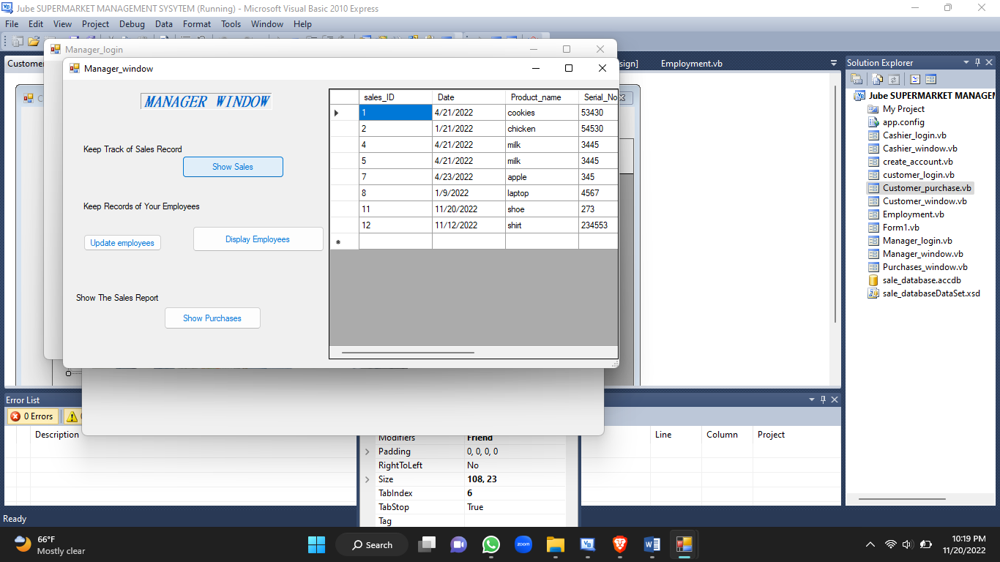 Jube SUPERMARKET MANAGEMENT SYSYTEM (Running) - Microsoft Visual Basic 2010 Express
File Edit View Project Debug Data Format Tools Window Help
Manager_login
Customer
sign]
Employment.vb
Manager_window
MANAGER WINDOW
Keep Track of Sales Record
Show Sales
Keep Records of Your Employees
Update employees
Display Employees
Show The Sales Report
Show Purchases
sales_ID Date Product_name Serial_No
1 4/21/2022 cookies 53430
2 1/21/2022 chicken 54530
4 4/21/2022 milk 3445
5 4/21/2022 milk 3445
7 4/23/2022 apple 345
8 1/9/2022 laptop 4567
11 11/20/2022 shoe 273
12 11/12/2022 shirt 234553
Solution Explorer
Jube SUPERMARKET MANAGEM
My Project
app.config
Cashier_login.vb
Cashier_window.vb
create_account.vb
customer_login.vb
Customer_purchase.vb
Customer_window.vb
Employment.vb
Form1.vb
Manager_login.vb
Manager_window.vb
Purchases_window.vb
sale_database.accdb
sale_databaseDataSet.xsd
Error List
0 Errors
Description
Line Column Project
Modifiers Friend
Padding 0, 0, 0, 0
RightToLeft No
Size 108, 23
TabIndex 6
TabStop True
Tag
Ready
66°F
Mostly clear
Search
zoom
10:19 PM
11/20/2022